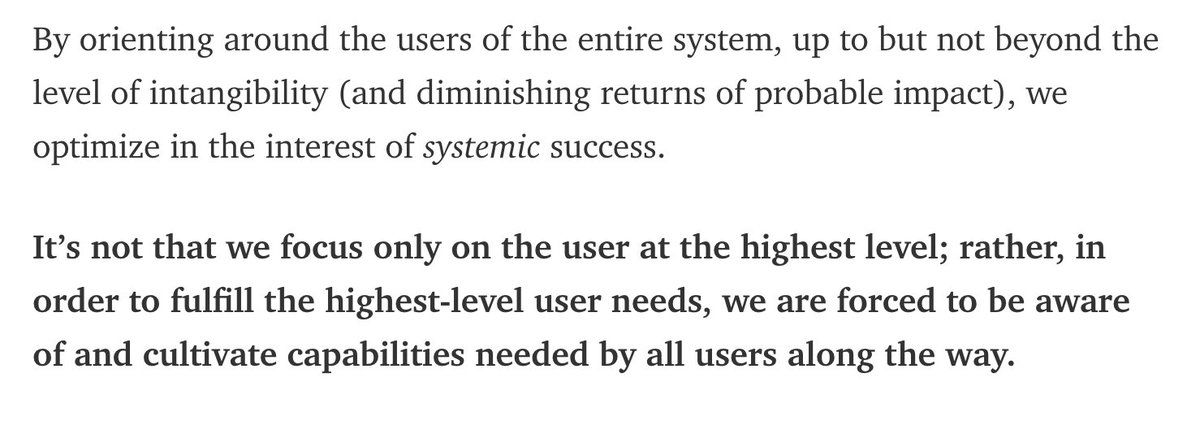 By orienting around the users of the entire system, up to but not beyond the
level of intangibility (and diminishing returns of probable impact), we
optimize in the interest of systemic success.
It’s not that we focus only on the user at the highest level; rather, in
order to fulfill the highest-level user needs, we are forced to be aware
of and cultivate capabilities needed by all users along the way.